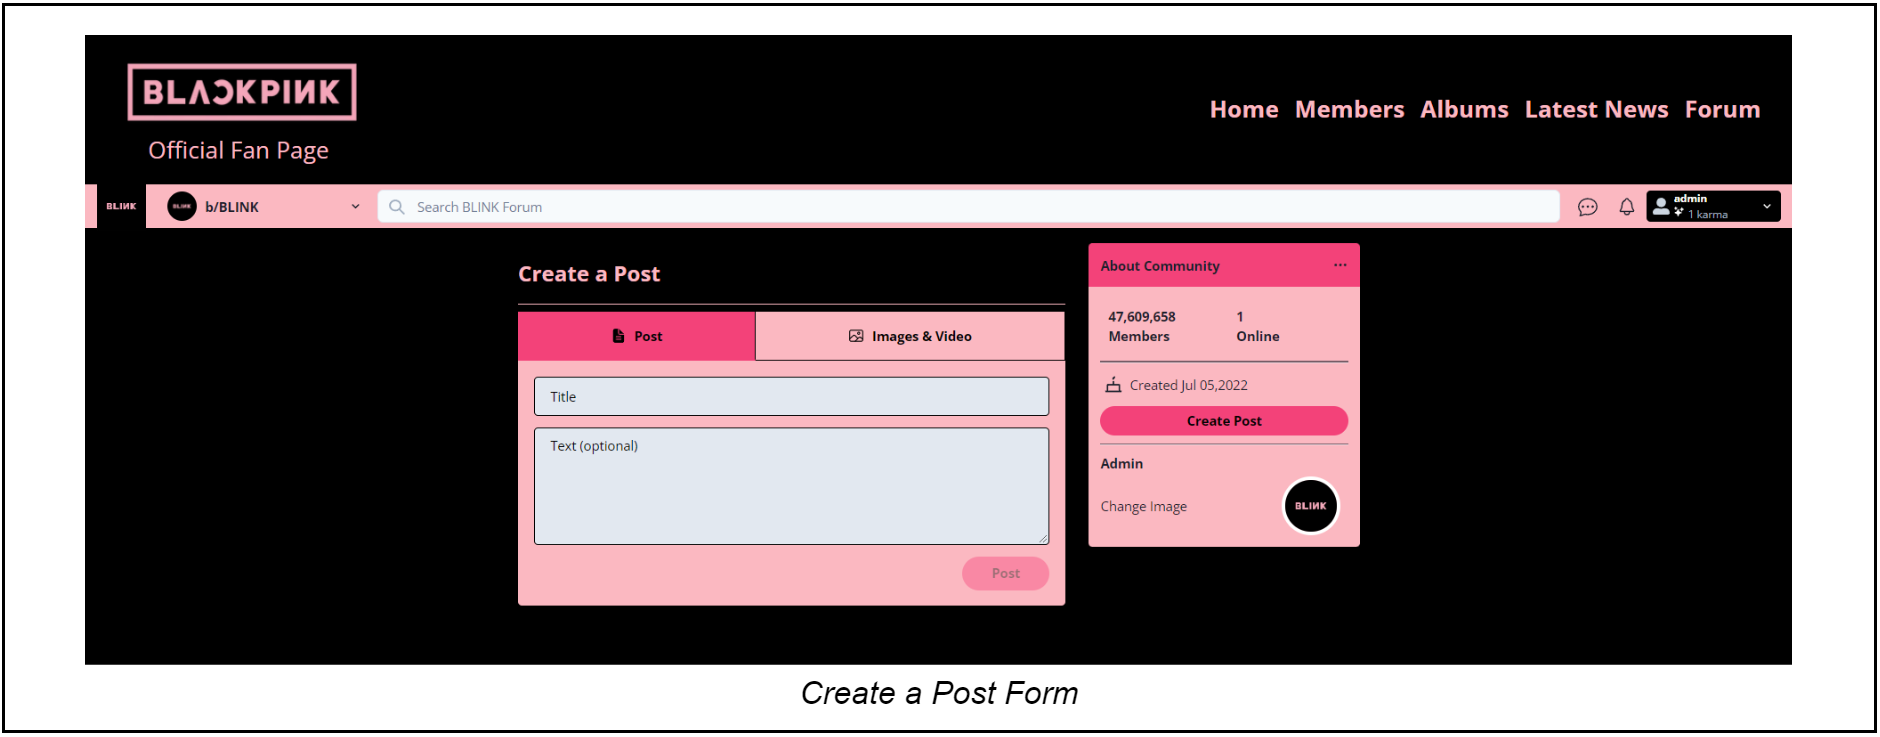 BLACKPINK
Official Fan Page
Home Members Albums Latest News Forum
BLINK
BLINK
b/BLINK
Search BLINK Forum
admin
1 karma
Create a Post
Post
Images & Video
Title
Text (optional)
Post
About Community
47,609,658
Members
1
Online
Created Jul 05,2022
Create Post
Admin
Change Image
BLINK
Create a Post Form